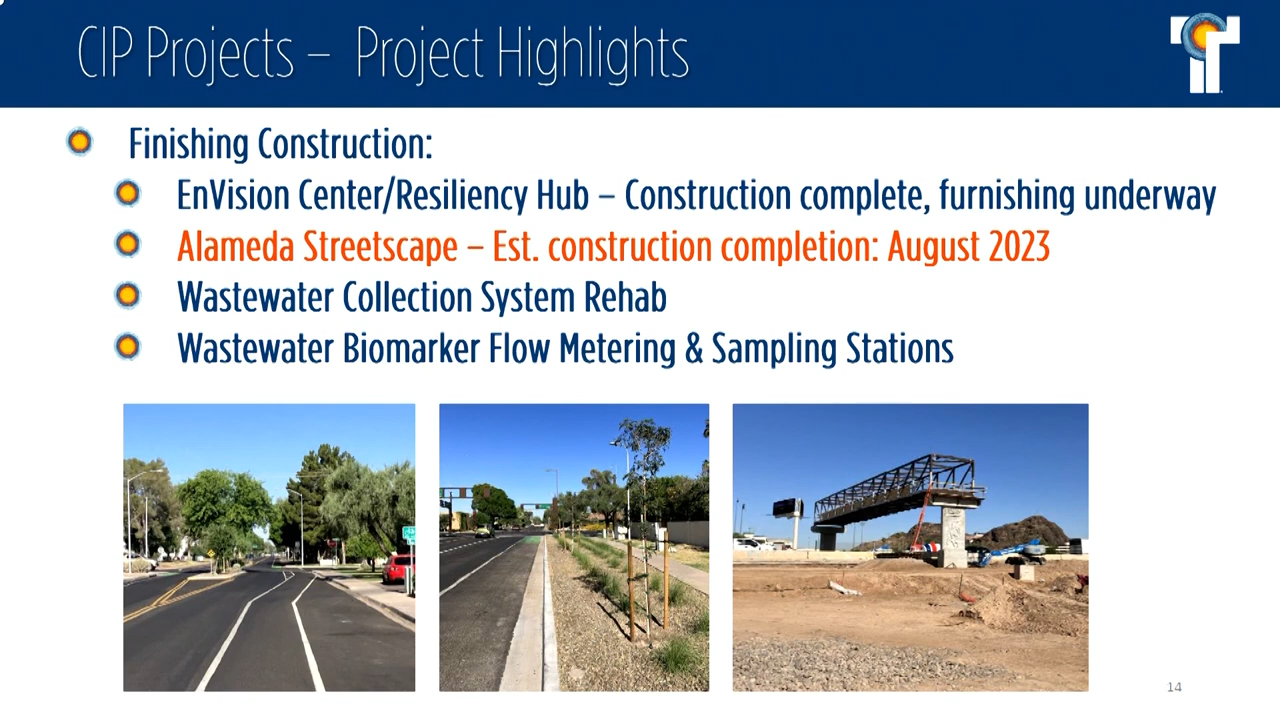 CIP Projects – Project Highlights
Finishing Construction:
EnVision Center/Resiliency Hub – Construction complete, furnishing underway
Alameda Streetscape – Est. construction completion: August 2023
Wastewater Collection System Rehab
Wastewater Biomarker Flow Metering & Sampling Stations
14